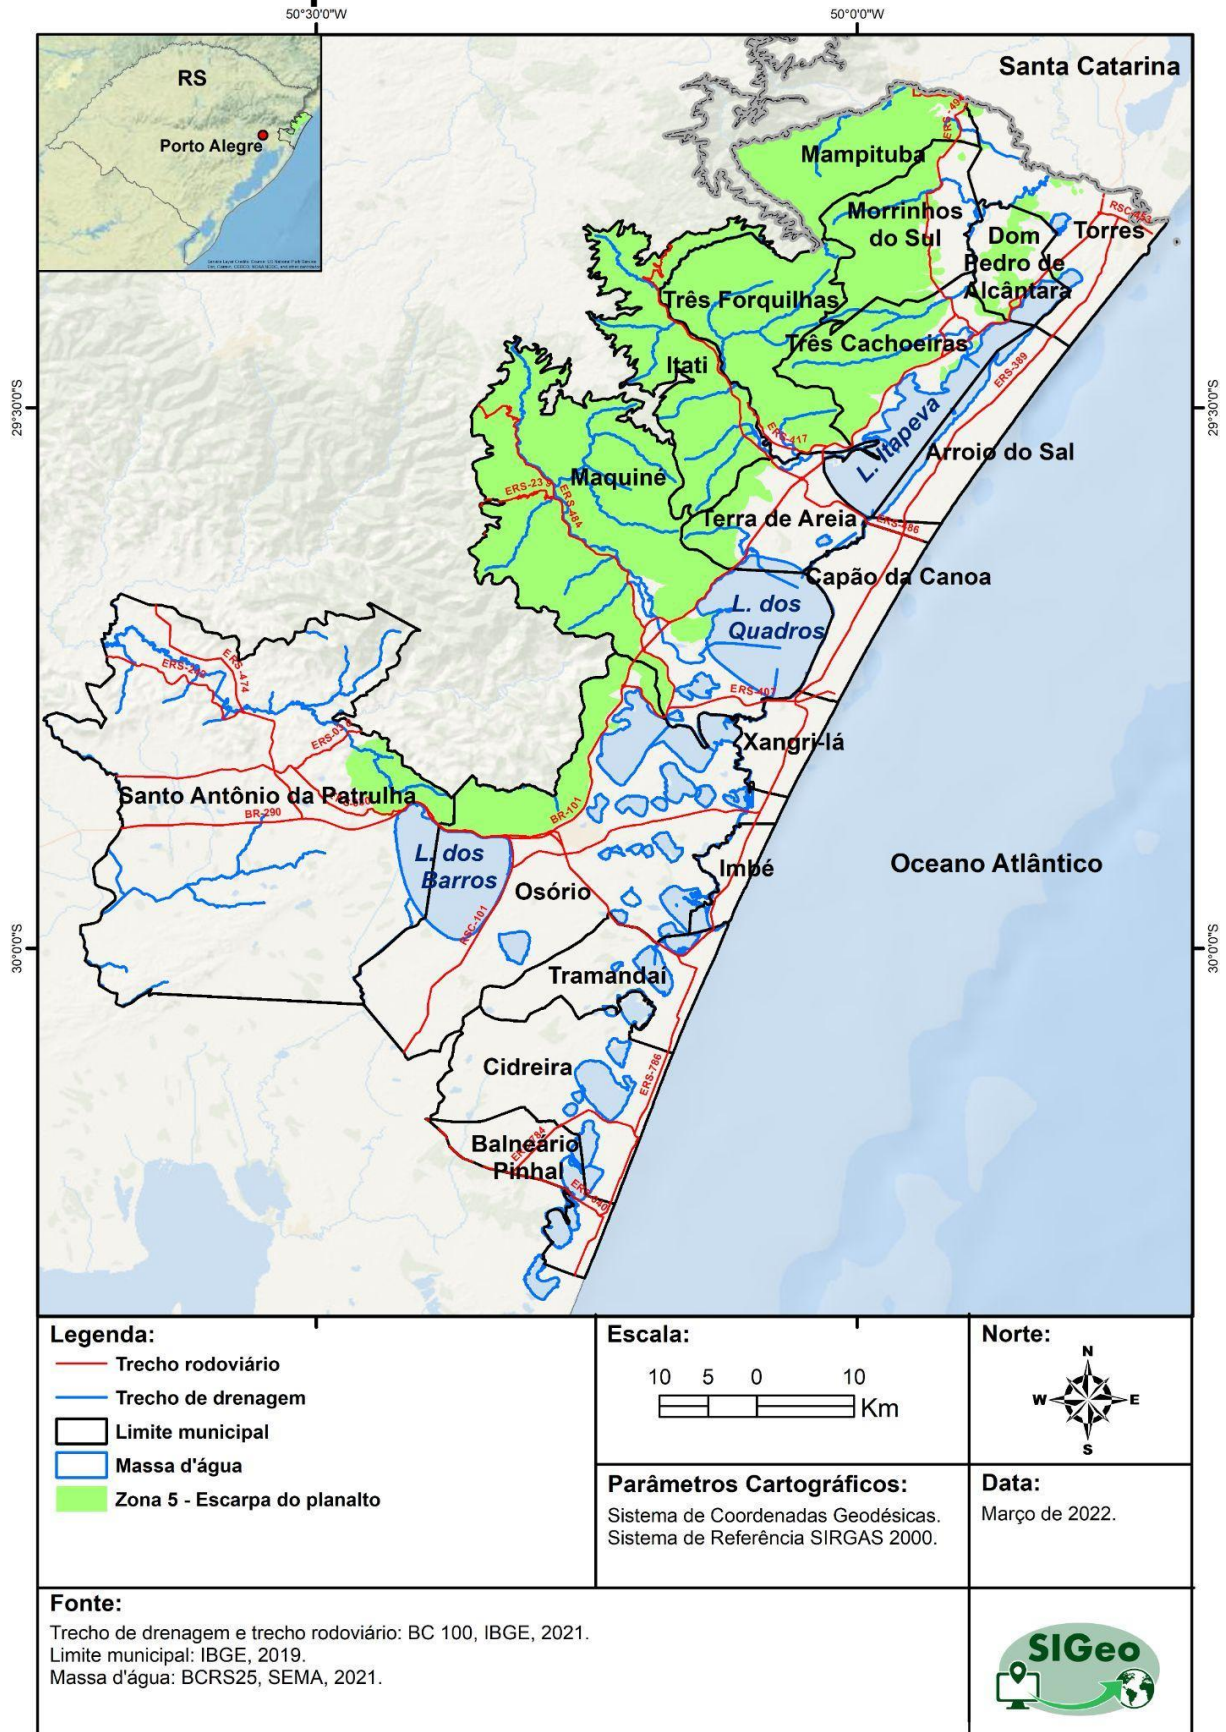 50°30'0"W
50°0'0"W
RS
Porto Alegre
Santa Catarina
ERS-494
Mampituba
Morrinhos
do Sul
RSC-453
Torres
Dom
Pedro de
Alcântara
Três Forquilhas
Três Cachoeiras
Itati
ERS-389
29°30'0"S
29°30'0"S
L. Itapeva
ERS-417
Arroio do Sal
Maquiné
ERS-484
Terra de Areia
ERS-486
Capão da Canoa
L. dos
Quadros
ERS-474
ERS-407
Xangri-lá
Santo Antônio da Patrulha
BR-290
BR-101
L. dos
Barros
Imbé
Oceano Atlântico
Osório
RSC-101
30°0'0"S
30°0'0"S
Tramandaí
Cidreira
ERS-786
Balneário
Pinhal
ERS-784
ERS-040
Legenda:
Trecho rodoviário
Trecho de drenagem
Limite municipal
Massa d'água
Zona 5 - Escarpa do planalto
Escala:
10 5 0 10
Km
Norte:
N
W E
S
Parâmetros Cartográficos:
Sistema de Coordenadas Geodésicas.
Sistema de Referência SIRGAS 2000.
Data:
Março de 2022.
Fonte:
Trecho de drenagem e trecho rodoviário: BC 100, IBGE, 2021.
Limite municipal: IBGE, 2019.
Massa d'água: BCRS25, SEMA, 2021.
SIGeo